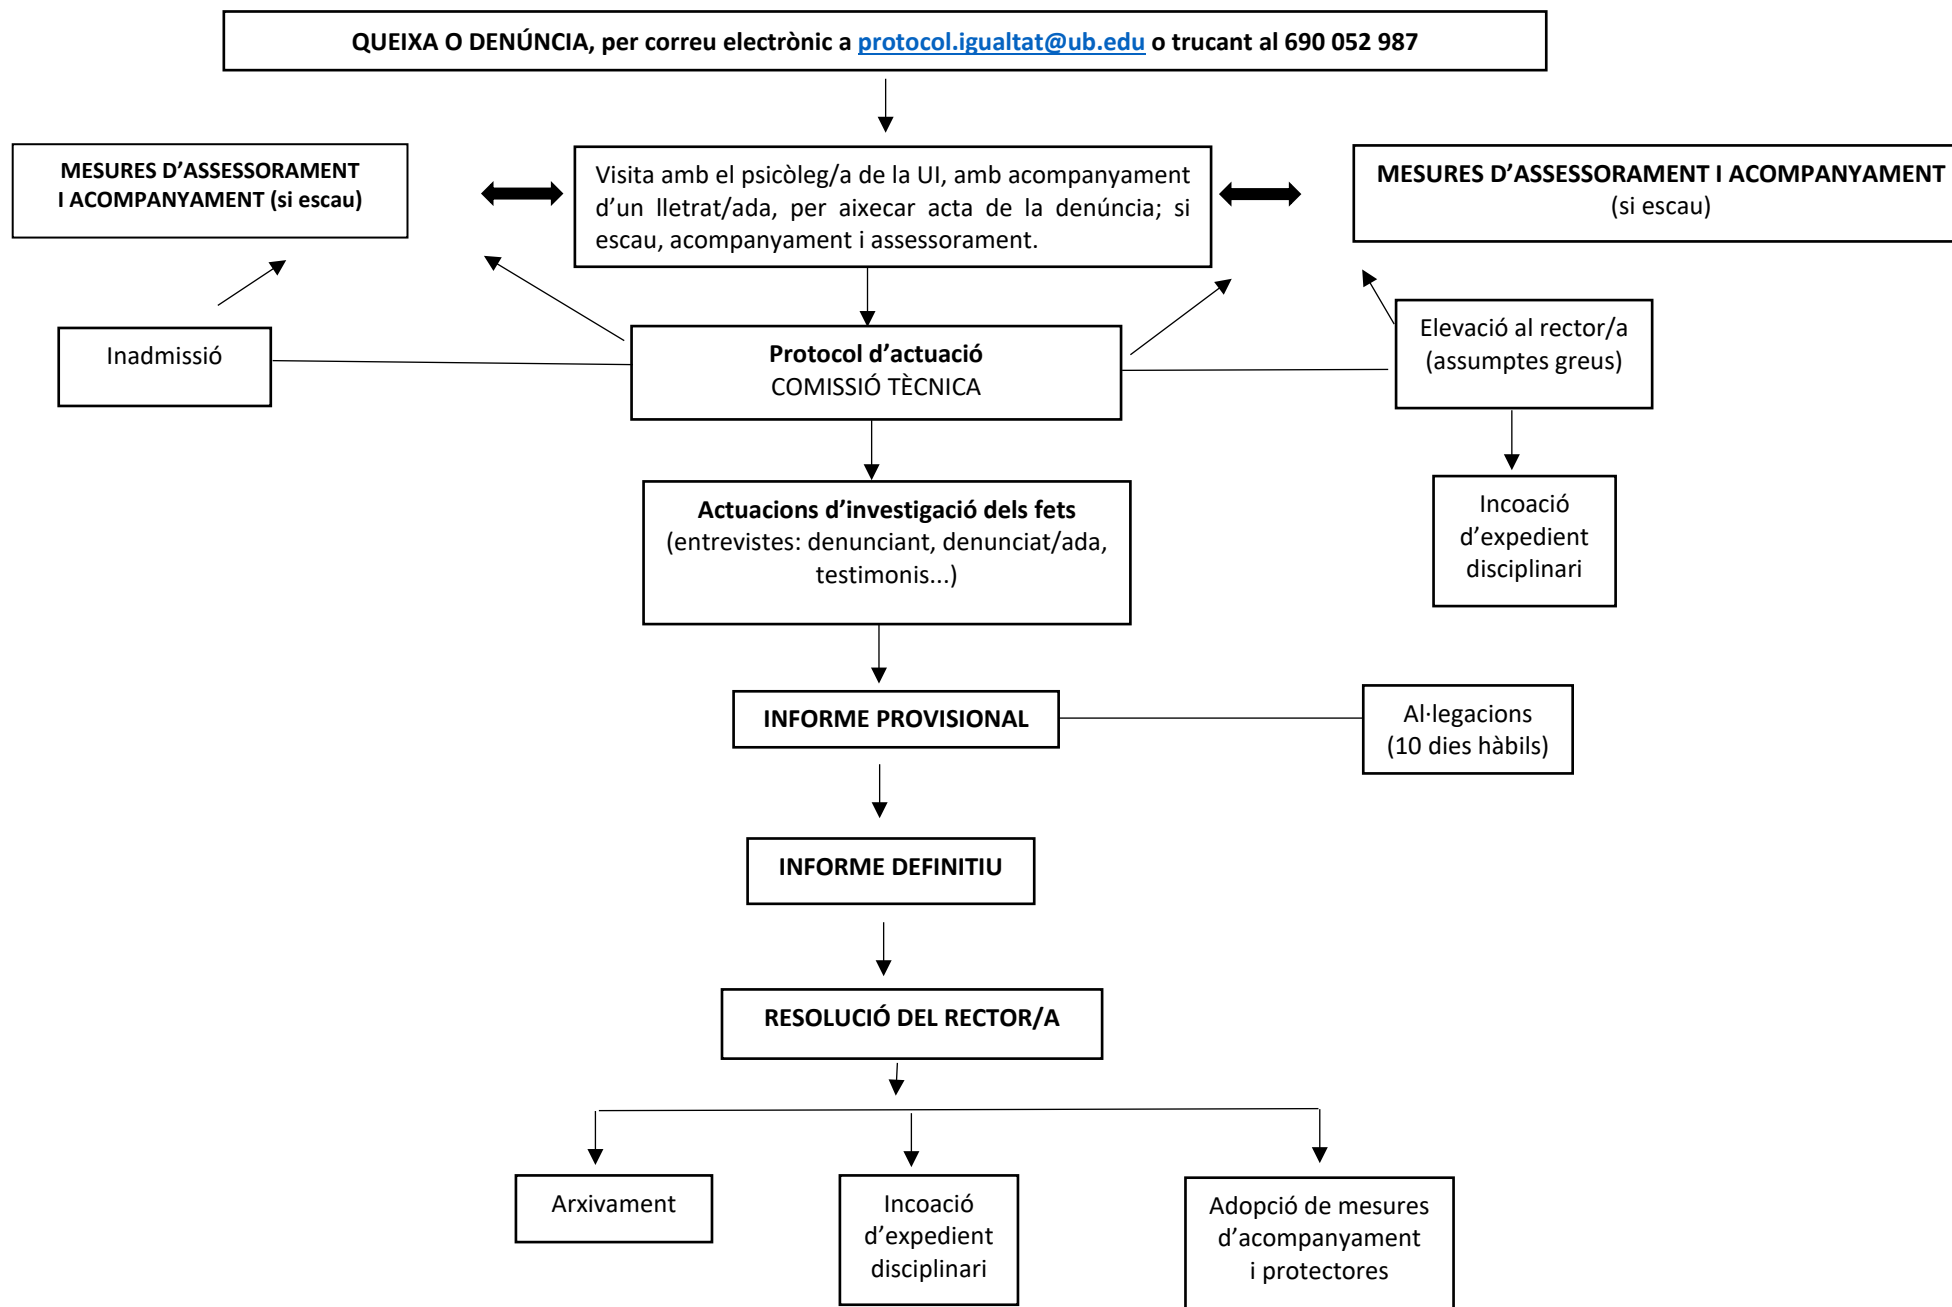 QUEIXA O DENÚNCIA, per correu electrònic a protocol.igualtat@ub.edu o trucant al 690 052 987
MESURES D’ASSESSORAMENT
I ACOMPANYAMENT (si escau)
Visita amb el psicòleg/a de la UI, amb acompanyament
d’un lletrat/ada, per aixecar acta de la denúncia; si
escau, acompanyament i assessorament.
MESURES D’ASSESSORAMENT I ACOMPANYAMENT
(si escau)
Inadmissió
Protocol d’actuació
COMISSIÓ TÈCNICA
Elevació al rector/a
(assumptes greus)
Actuacions d’investigació dels fets
(entrevistes: denunciant, denunciat/ada,
testimonis...)
Incoació
d’expedient
disciplinari
INFORME PROVISIONAL
Al·legacions
(10 dies hàbils)
INFORME DEFINITIU
RESOLUCIÓ DEL RECTOR/A
Arxivament
Incoació
d’expedient
disciplinari
Adopció de mesures
d’acompanyament
i protectores